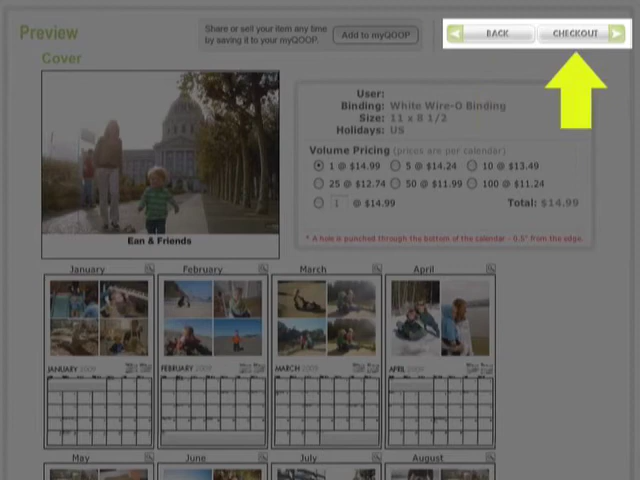 Preview
Share or sell your item any time
by saving it to your myQOOP.
Add to myQOOP
BACK
CHECKOUT
Cover
Ean & Friends
User:
Binding: White Wire-O Binding
Size: 11 x 8 1/2
Holidays: US
Volume Pricing (prices are per calendar)
1 @ $14.99 5 @ $14.24 10 @ $13.49
25 @ $12.74 50 @ $11.99 100 @ $11.24
1 @ $14.99 Total: $14.99
* A hole is punched through the bottom of the calendar - 0.5" from the edge.
January February March April
JANUARY 2009 FEBRUARY 2009 MARCH 2009 APRIL 2009
May June July August